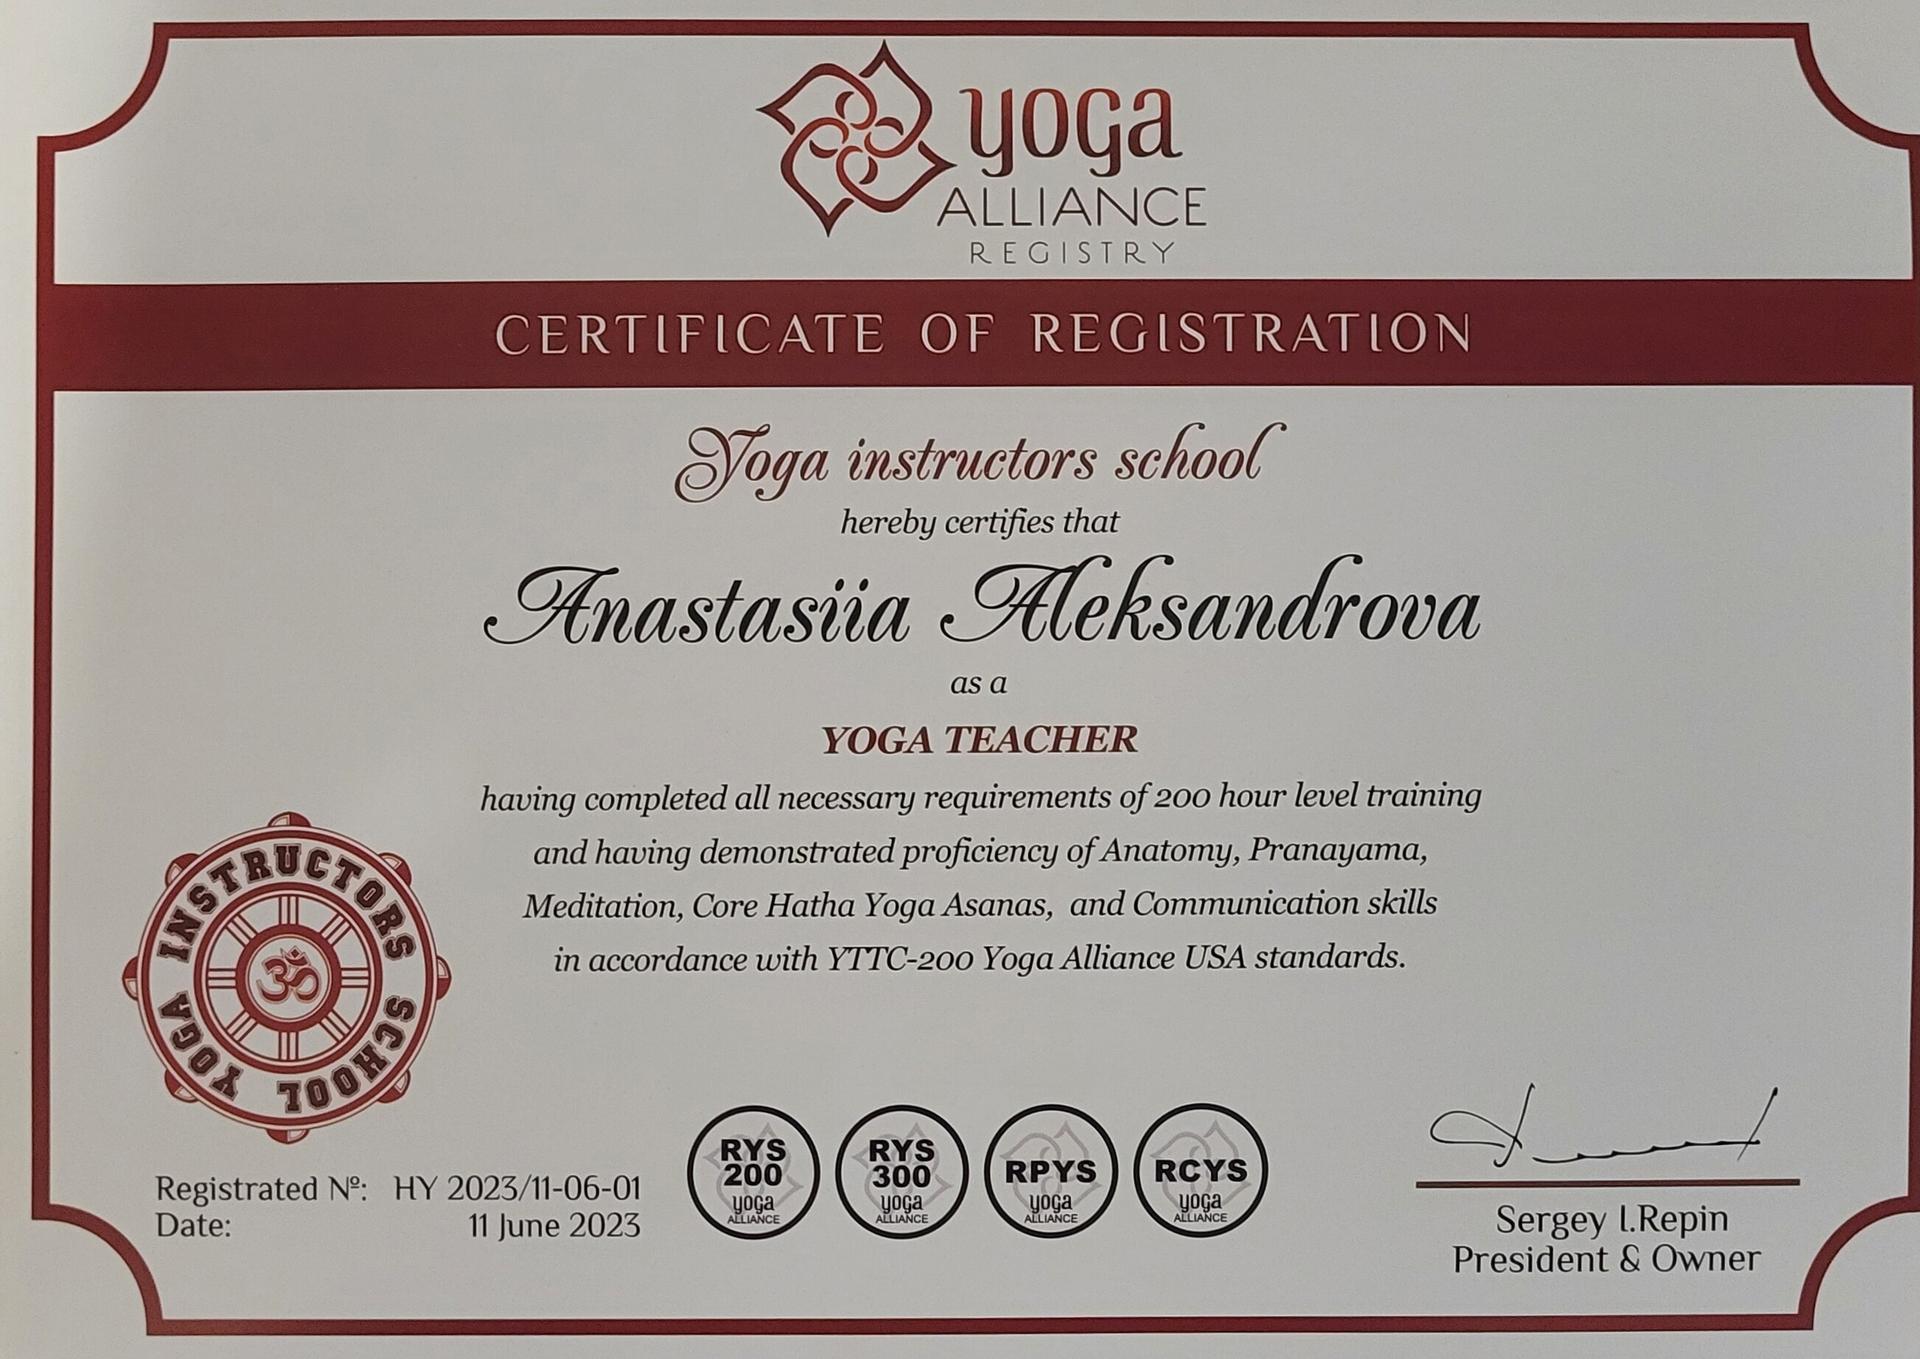 yoga
ALLIANCE
REGISTRY
CERTIFICATE OF REGISTRATION
Yoga instructors school
hereby certifies that
Anastasiia Aleksandrova
as a
YOGA TEACHER
having completed all necessary requirements of 200 hour level training
and having demonstrated proficiency of Anatomy, Pranayama,
Meditation, Core Hatha Yoga Asanas, and Communication skills
in accordance with YTTC-200 Yoga Alliance USA standards.
INSTRUCTORS SCHOOL YOGA
ॐ
Registrated Nº: HY 2023/11-06-01
Date: 11 June 2023
RYS
200
yoga
ALLIANCE
RYS
300
yoga
ALLIANCE
RPYS
yoga
ALLIANCE
RCYS
yoga
ALLIANCE
Sergey I.Repin
President & Owner